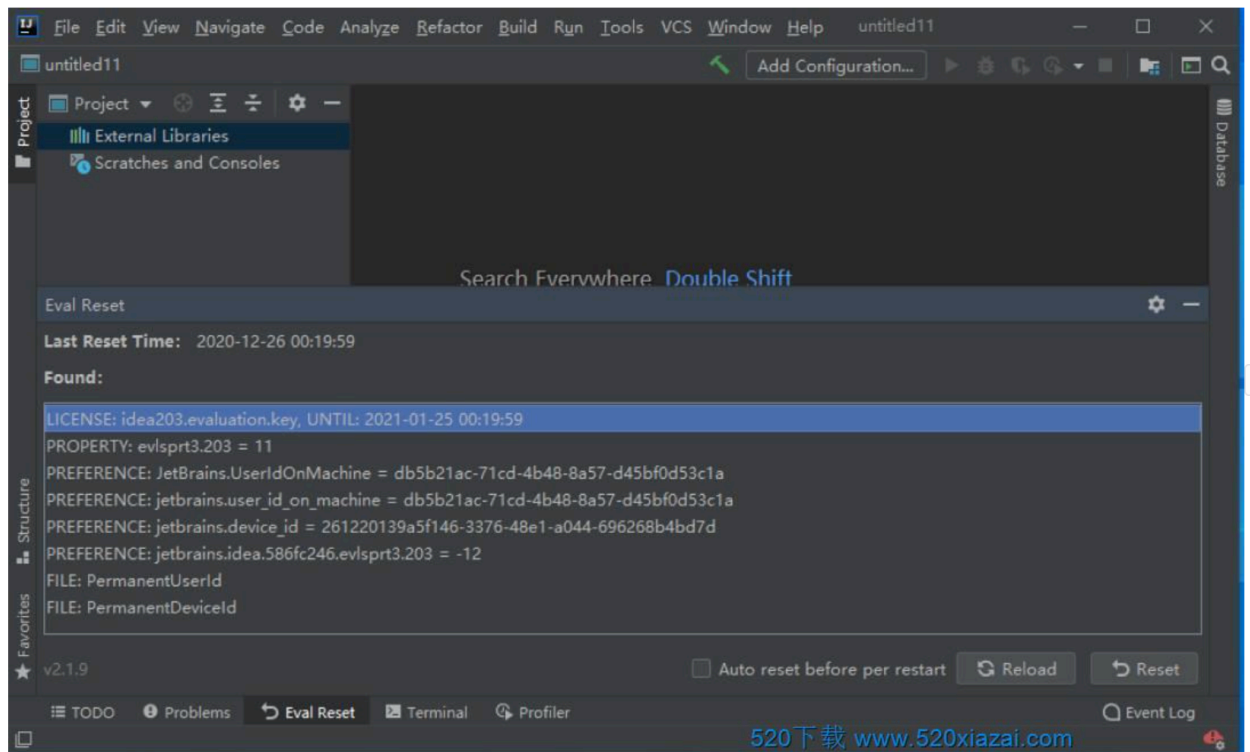 File Edit View Navigate Code Analyze Refactor Build Run Tools VCS Window Help untitled11
untitled11
Add Configuration...
Project
Project
External Libraries
Scratches and Consoles
Database
Search Everywhere Double Shift
Eval Reset
Last Reset Time: 2020-12-26 00:19:59
Found:
LICENSE: idea203.evaluation.key, UNTIL: 2021-01-25 00:19:59
PROPERTY: evlsprt3.203 = 11
PREFERENCE: JetBrains.UserIdOnMachine = db5b21ac-71cd-4b48-8a57-d45bf0d53c1a
PREFERENCE: jetbrains.user_id_on_machine = db5b21ac-71cd-4b48-8a57-d45bf0d53c1a
PREFERENCE: jetbrains.device_id = 261220139a5f146-3376-48e1-a044-696268b4bd7d
PREFERENCE: jetbrains.idea.586fc246.evlsprt3.203 = -12
FILE: PermanentUserId
FILE: PermanentDeviceId
Structure
Favorites
v2.1.9
Auto reset before per restart
Reload
Reset
TODO Problems Eval Reset Terminal Profiler Event Log
520下载 www.520xiazai.com